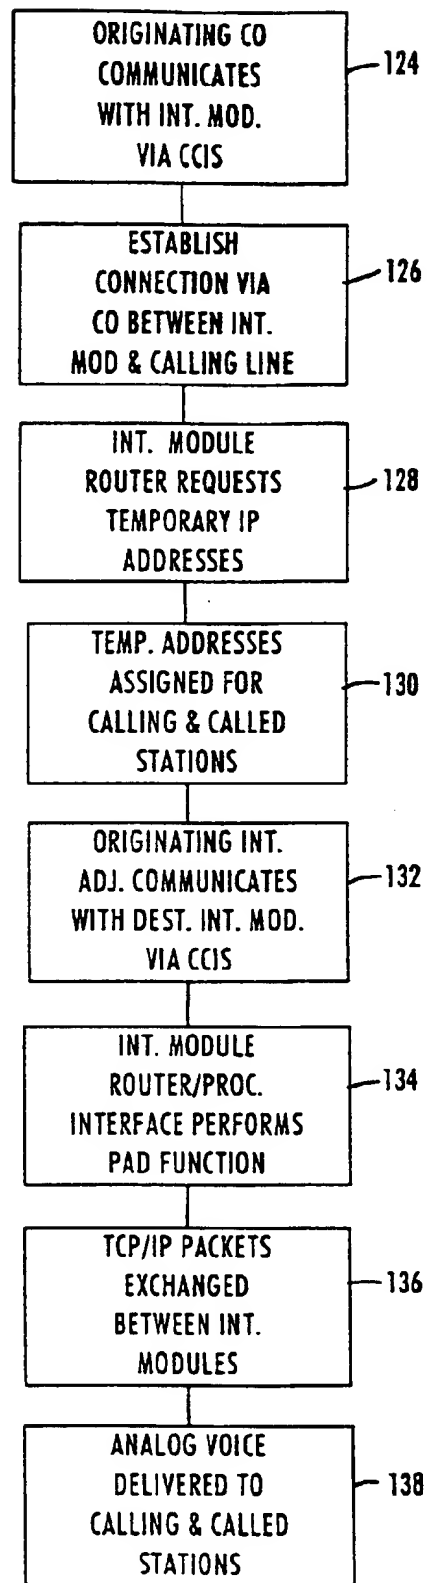 ORIGINATING CO
COMMUNICATES
WITH INT. MOD.
VIA CCIS
124
ESTABLISH
CONNECTION VIA
CO BETWEEN INT.
MOD & CALLING LINE
126
INT. MODULE
ROUTER REQUESTS
TEMPORARY IP
ADDRESSES
128
TEMP. ADDRESSES
ASSIGNED FOR
CALLING & CALLED
STATIONS
130
ORIGINATING INT.
ADJ. COMMUNICATES
WITH DEST. INT. MOD.
VIA CCIS
132
INT. MODULE
ROUTER/PROC.
INTERFACE PERFORMS
PAD FUNCTION
134
TCP/IP PACKETS
EXCHANGED
BETWEEN INT.
MODULES
136
ANALOG VOICE
DELIVERED TO
CALLING & CALLED
STATIONS
138